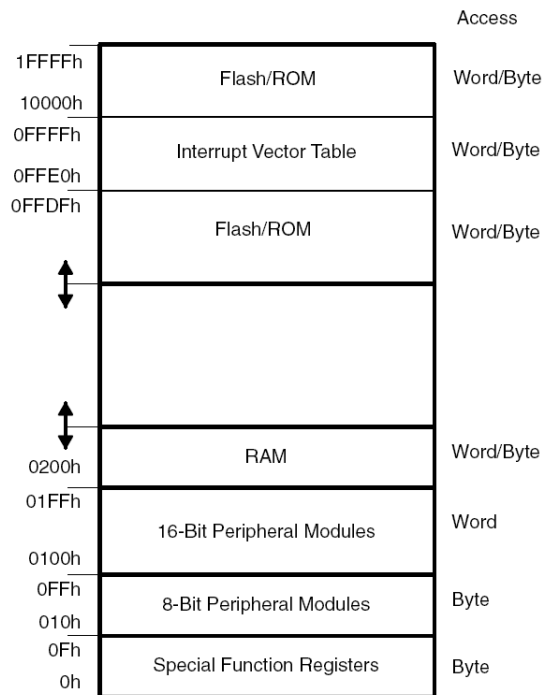 Access
1FFFFh
Flash/ROM
Word/Byte
10000h
0FFFFh
Interrupt Vector Table
Word/Byte
0FFE0h
0FFDFh
Flash/ROM
Word/Byte
RAM
Word/Byte
0200h
01FFh
16-Bit Peripheral Modules
Word
0100h
0FFh
8-Bit Peripheral Modules
Byte
010h
0Fh
Special Function Registers
Byte
0h